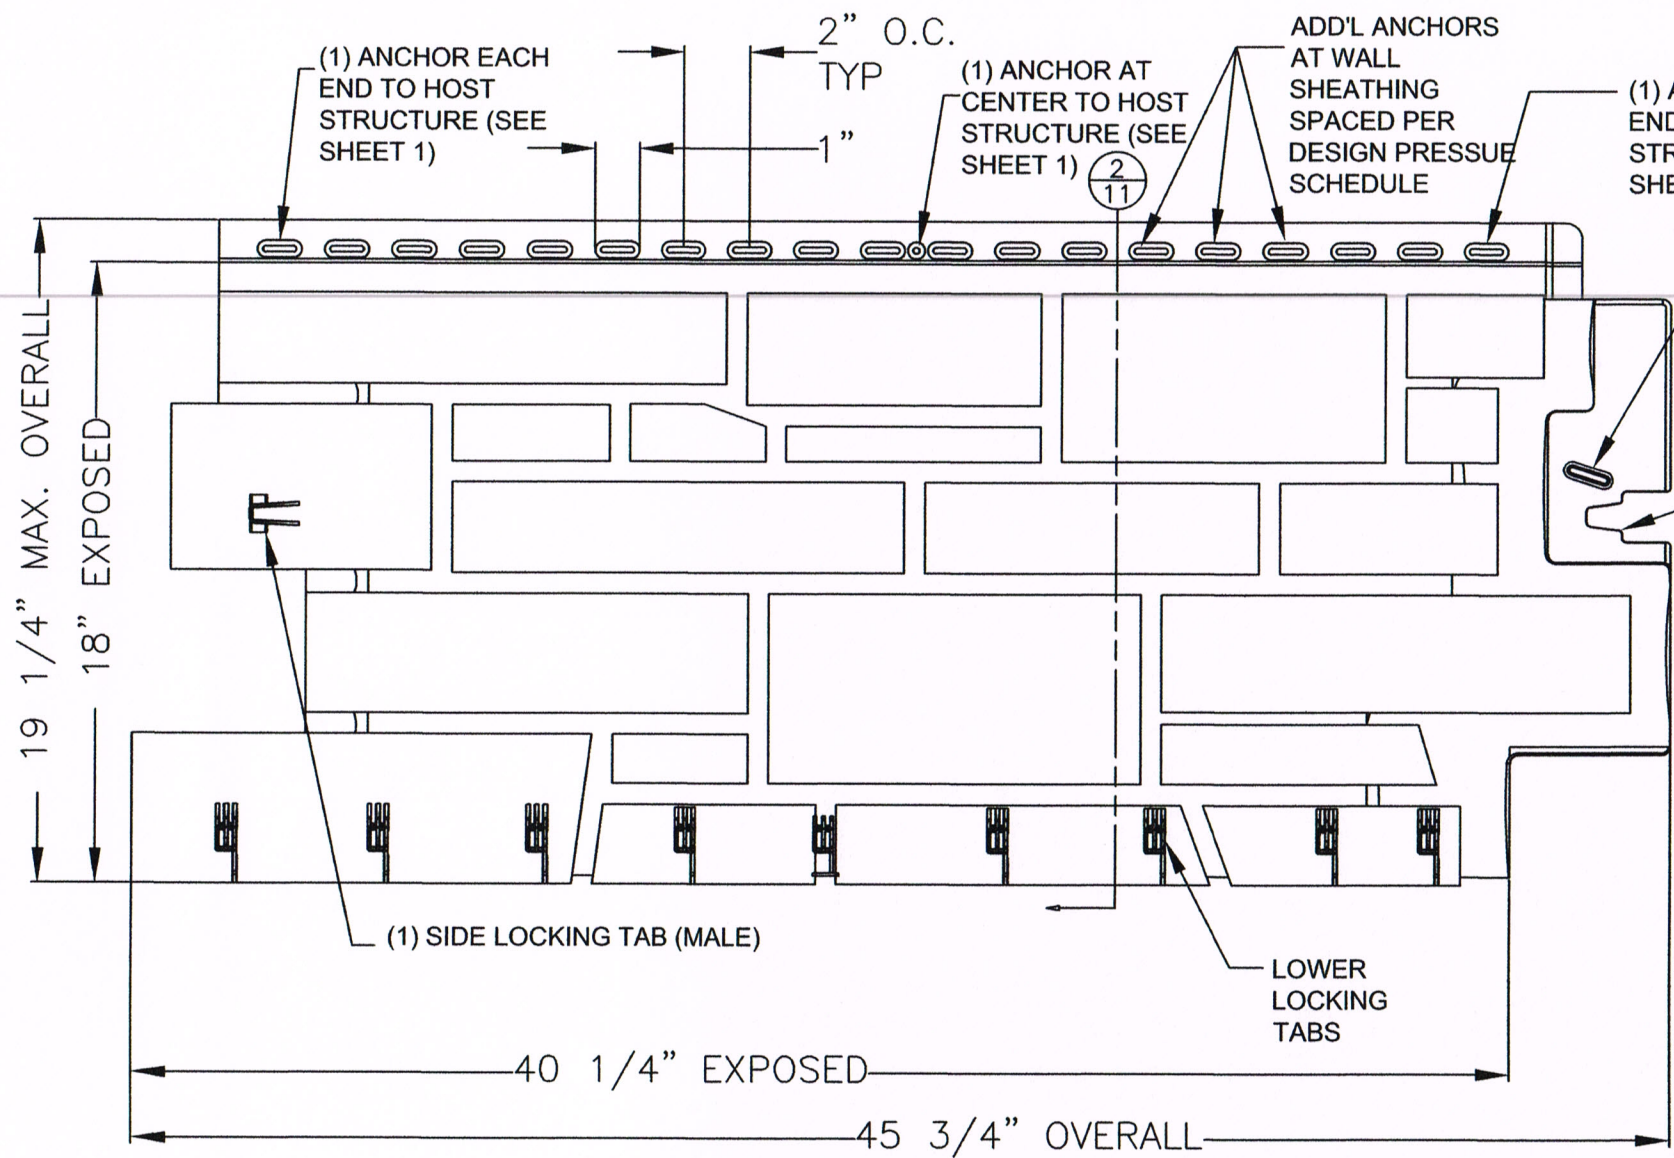 (1) ANCHOR EACH
END TO HOST
STRUCTURE (SEE
SHEET 1)
2” O.C.
TYP
1”
(1) ANCHOR AT
CENTER TO HOST
STRUCTURE (SEE
SHEET 1)
2
11
ADD'L ANCHORS
AT WALL
SHEATHING
SPACED PER
DESIGN PRESSUE
SCHEDULE
(1)
END
19 1/4” MAX. OVERALL
18” EXPOSED
(1) SIDE LOCKING TAB (MALE)
LOWER
LOCKING
TABS
40 1/4” EXPOSED
45 3/4” OVERALL